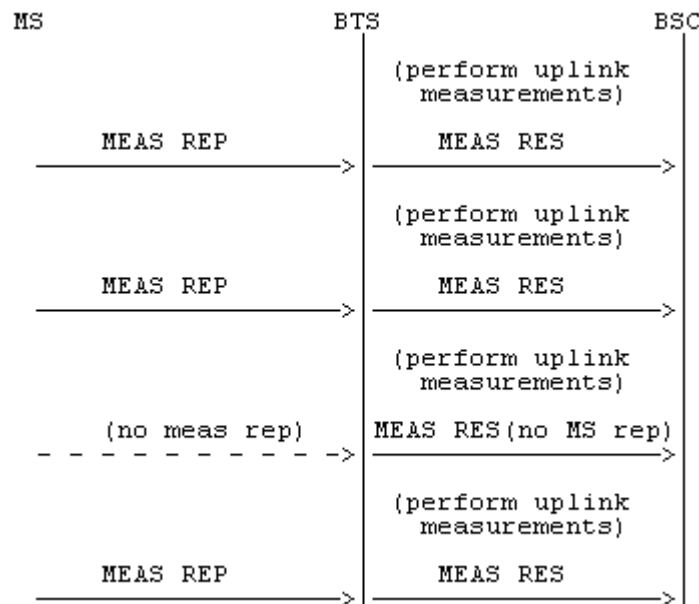 MS BTS BSC
(perform uplink
measurements)
MEAS REP MEAS RES
(perform uplink
measurements)
MEAS REP MEAS RES
(perform uplink
measurements)
(no meas rep) MEAS RES(no MS rep)
(perform uplink
measurements)
MEAS REP MEAS RES